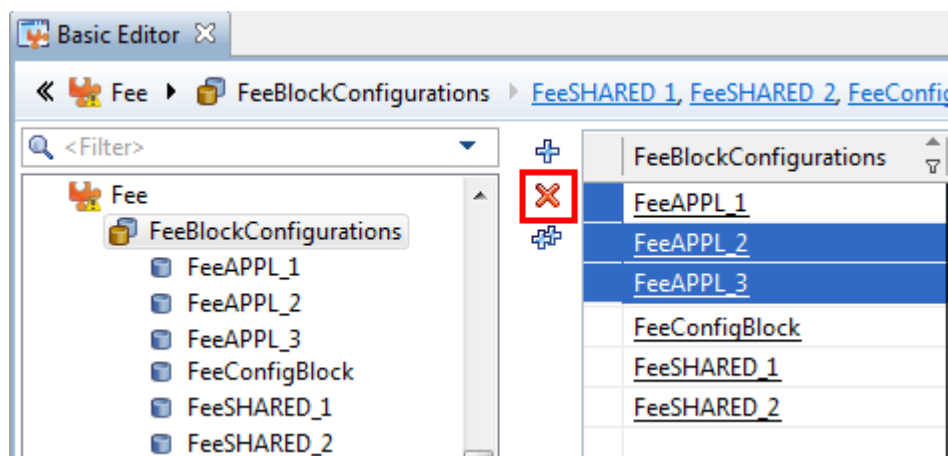 Basic Editor
Fee FeeBlockConfigurations FeeSHARED_1, FeeSHARED_2, FeeConfig
<Filter>
Fee
FeeBlockConfigurations
FeeAPPL_1
FeeAPPL_2
FeeAPPL_3
FeeConfigBlock
FeeSHARED_1
FeeSHARED_2
FeeBlockConfigurations
FeeAPPL_1
FeeAPPL_2
FeeAPPL_3
FeeConfigBlock
FeeSHARED_1
FeeSHARED_2